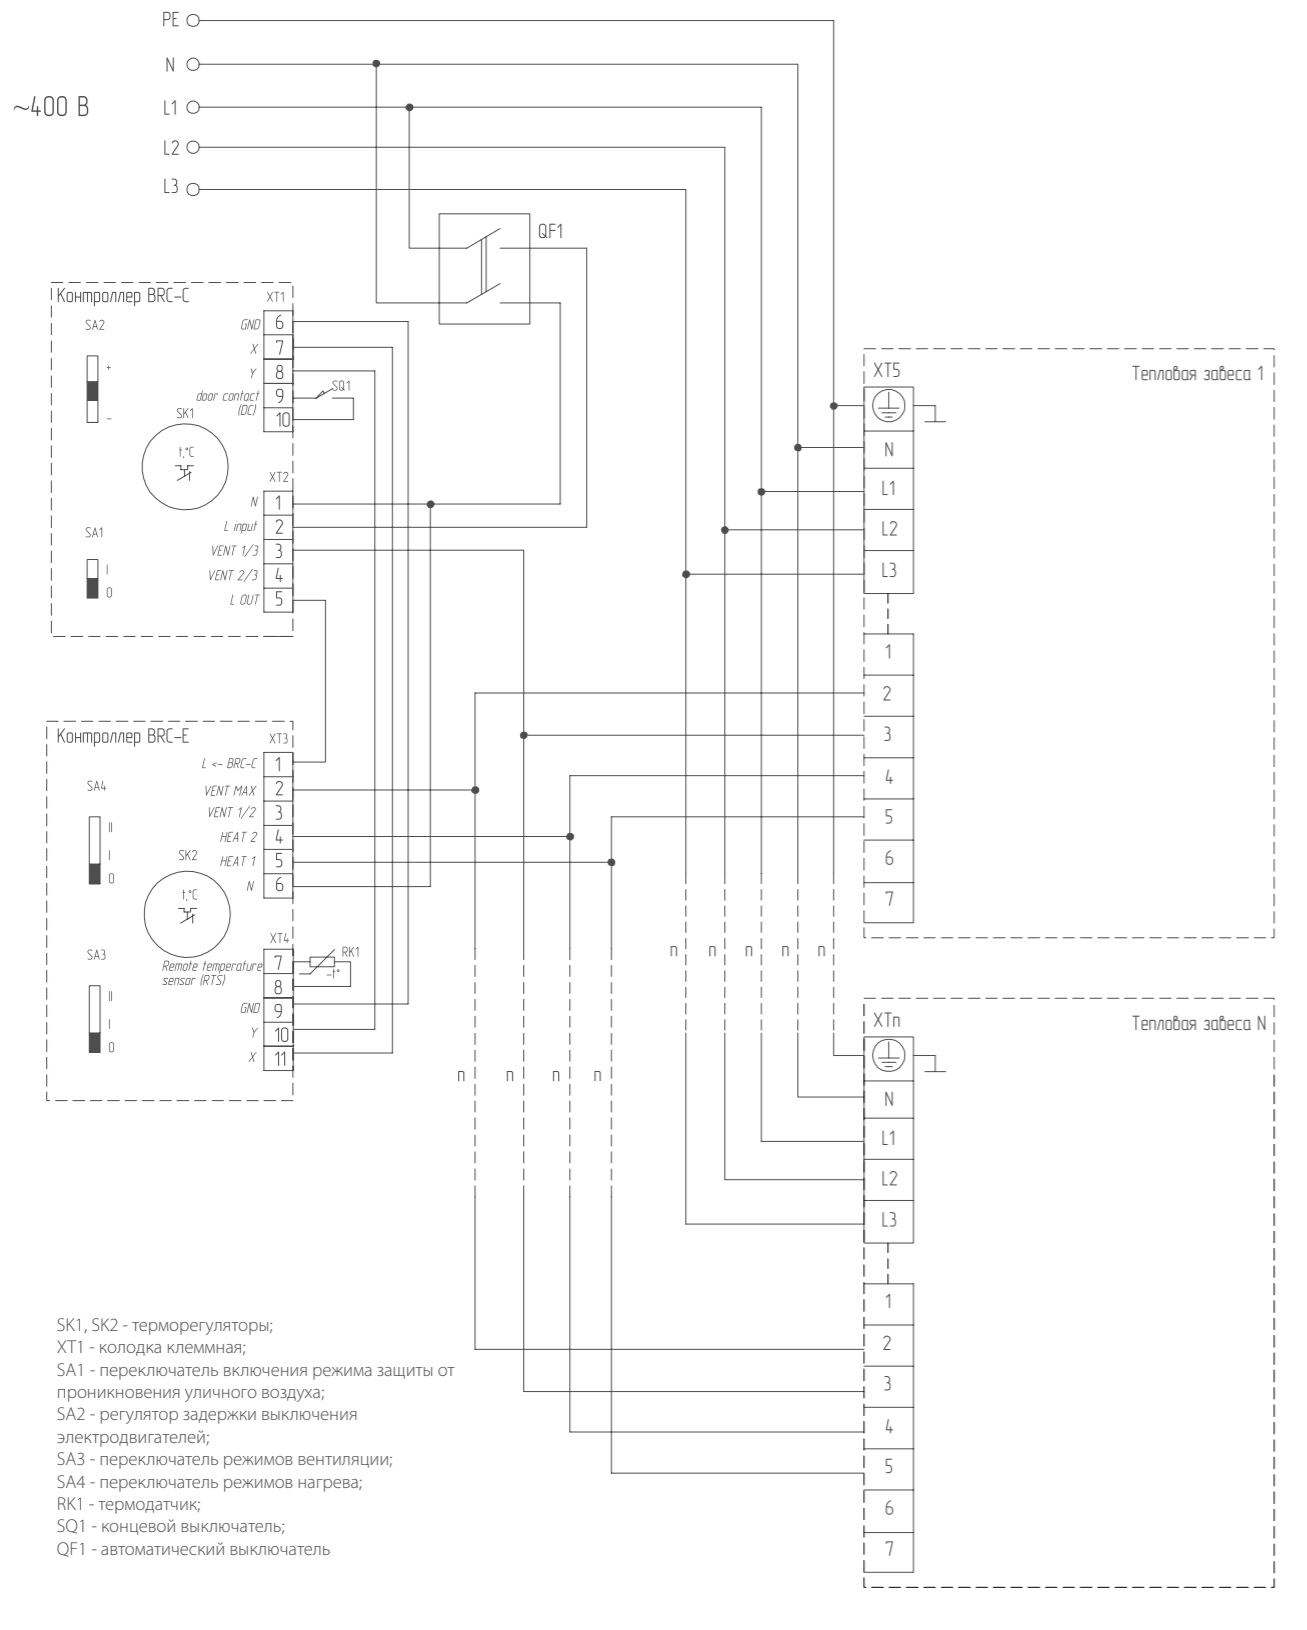 PE
N
~400 В
L1
L2
L3
QF1
Контроллер BRC-C
XT1
SA2
GND 6
X 7
+
Y 8
door contact
(DC)
9
SQ1
–
10
SK1
t,°C
XT2
N 1
L input 2
SA1
VENT 1/3 3
I
VENT 2/3 4
0
L OUT 5
Контроллер BRC-E
XT3
L <- BRC-C 1
SA4
VENT MAX 2
VENT 1/2 3
II
HEAT 2 4
I
SK2
HEAT 1 5
0
N 6
t,°C
XT4
SA3
Remote temperature
sensor (RTS)
7
RK1
-t°
8
II
GND 9
I
Y 10
0
X 11
n n n n
n n n n n
XT5
Тепловая завеса 1
N
L1
L2
L3
1
2
3
4
5
6
7
XTn
Тепловая завеса N
N
L1
L2
L3
1
2
3
4
5
6
7
SK1, SK2 - терморегуляторы;
XT1 - колодка клеммная;
SA1 - переключатель включения режима защиты от
проникновения уличного воздуха;
SA2 - регулятор задержки выключения
электродвигателей;
SA3 - переключатель режимов вентиляции;
SA4 - переключатель режимов нагрева;
RK1 - термодатчик;
SQ1 - концевой выключатель;
QF1 - автоматический выключатель